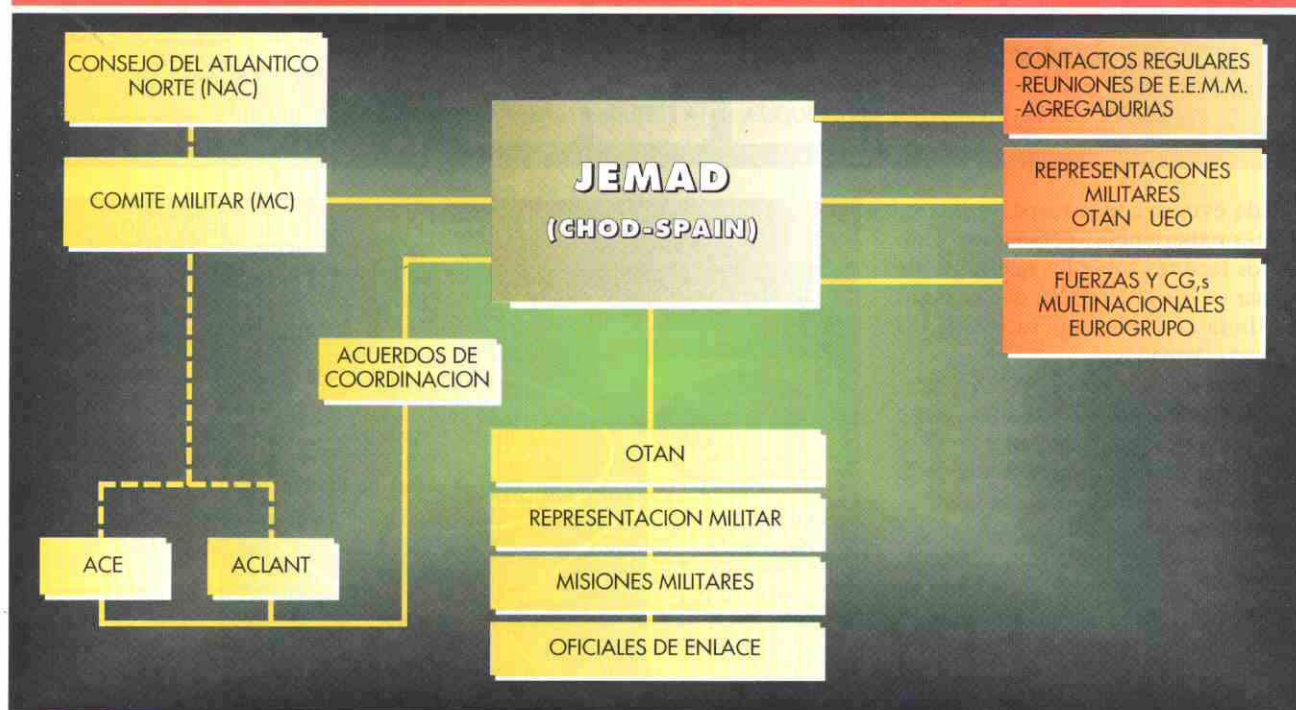 CONSEJO DEL ATLANTICO
NORTE (NAC)
COMITE MILITAR (MC)
ACUERDOS DE
COORDINACION
ACE
ACLANT
JEMAD
(CHOD-SPAIN)
OTAN
REPRESENTACION MILITAR
MISIONES MILITARES
OFICIALES DE ENLACE
CONTACTOS REGULARES
-REUNIONES DE E.E.M.M.
-AGREGADURIAS
REPRESENTACIONES
MILITARES
OTAN UEO
FUERZAS Y CG,s
MULTINACIONALES
EUROGRUPO